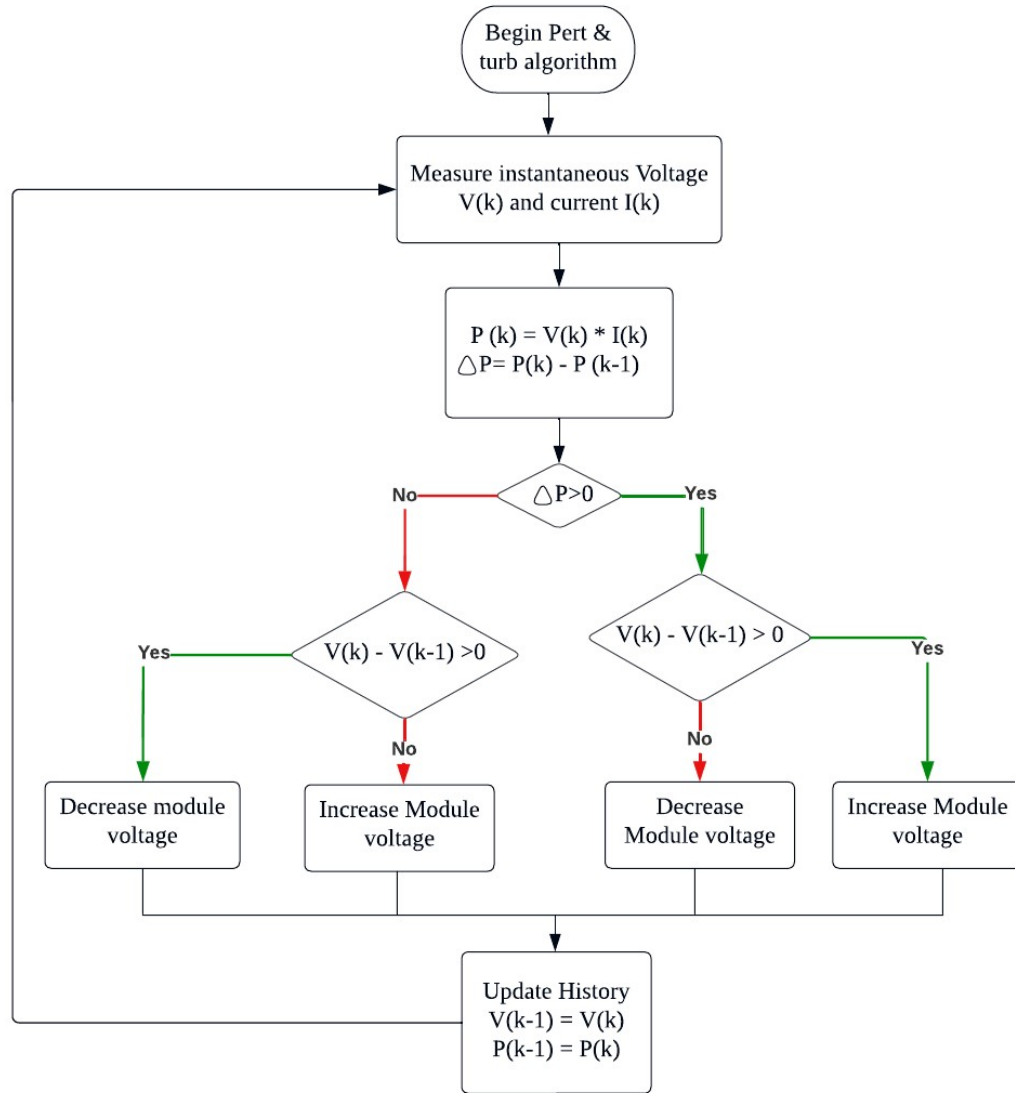 Begin Pert &
turb algorithm
Measure instantaneous Voltage
V(k) and current I(k)
P (k) = V(k) * I(k)
△P= P(k) - P (k-1)
△P>0
No
Yes
V(k) - V(k-1) >0
V(k) - V(k-1) > 0
Yes
No
No
Yes
Decrease module
voltage
Increase Module
voltage
Decrease
Module voltage
Increase Module
voltage
Update History
V(k-1) = V(k)
P(k-1) = P(k)